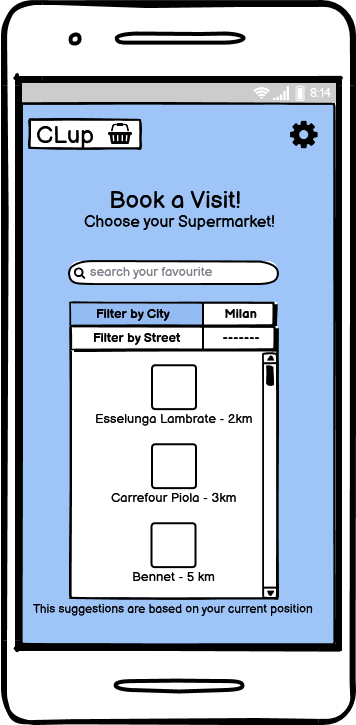 8:14
CLup
Book a Visit!
Choose your Supermarket!
search your favourite
Filter by City Milan
Filter by Street -------
Esselunga Lambrate - 2km
Carrefour Piola - 3km
Bennet - 5 km
This suggestions are based on your current position